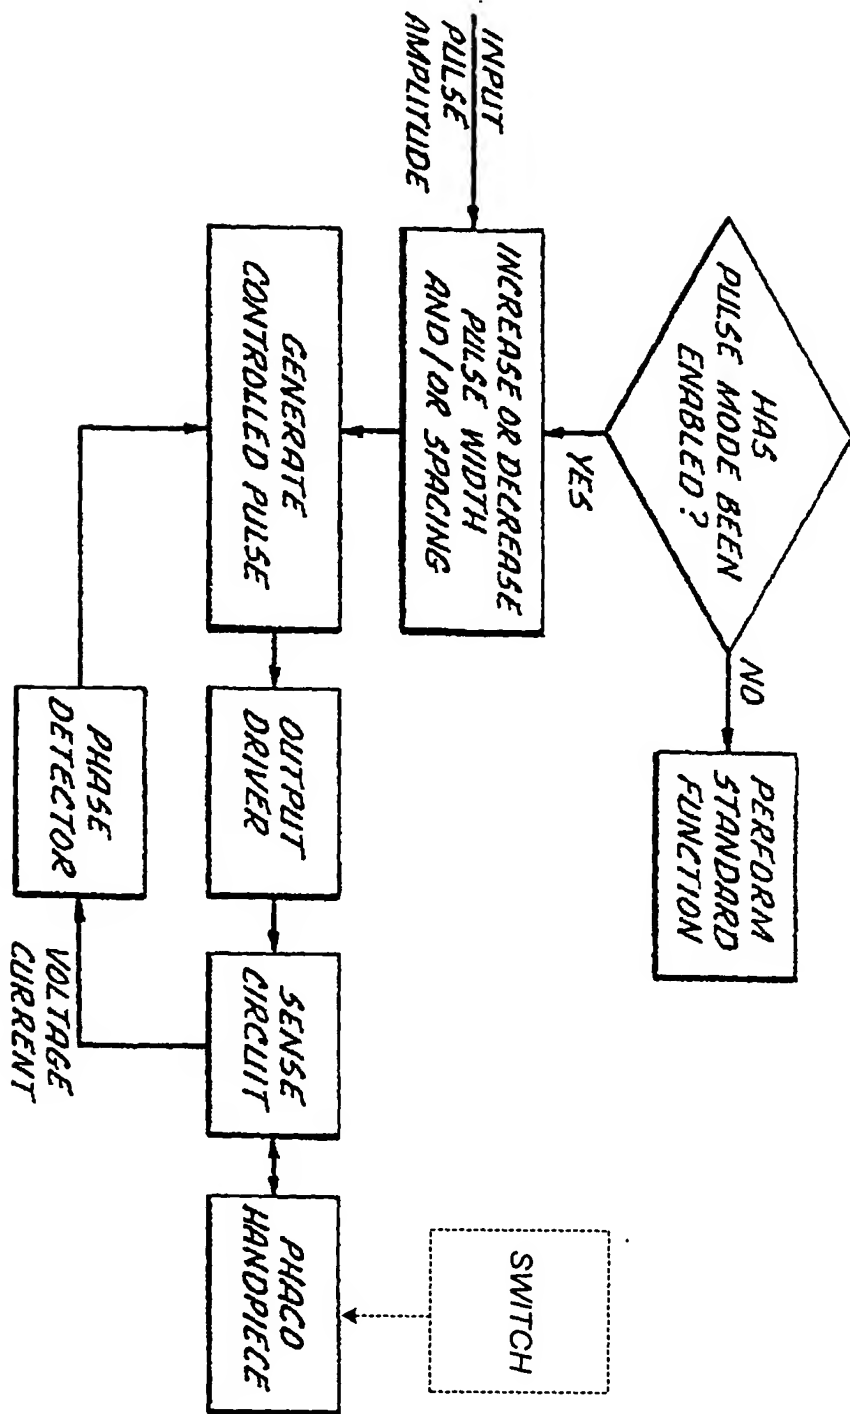 HAS
PULSE MODE BEEN
ENABLED?
NO
PERFORM
STANDARD
FUNCTION
YES
INPUT
PULSE
AMPLITUDE
INCREASE OR DECREASE
PULSE WIDTH
AND/OR SPACING
GENERATE
CONTROLLED PULSE
OUTPUT
DRIVER
SENSE
CIRCUIT
PHACO
HANDPIECE
SWITCH
PHASE
DETECTOR
VOLTAGE
CURRENT